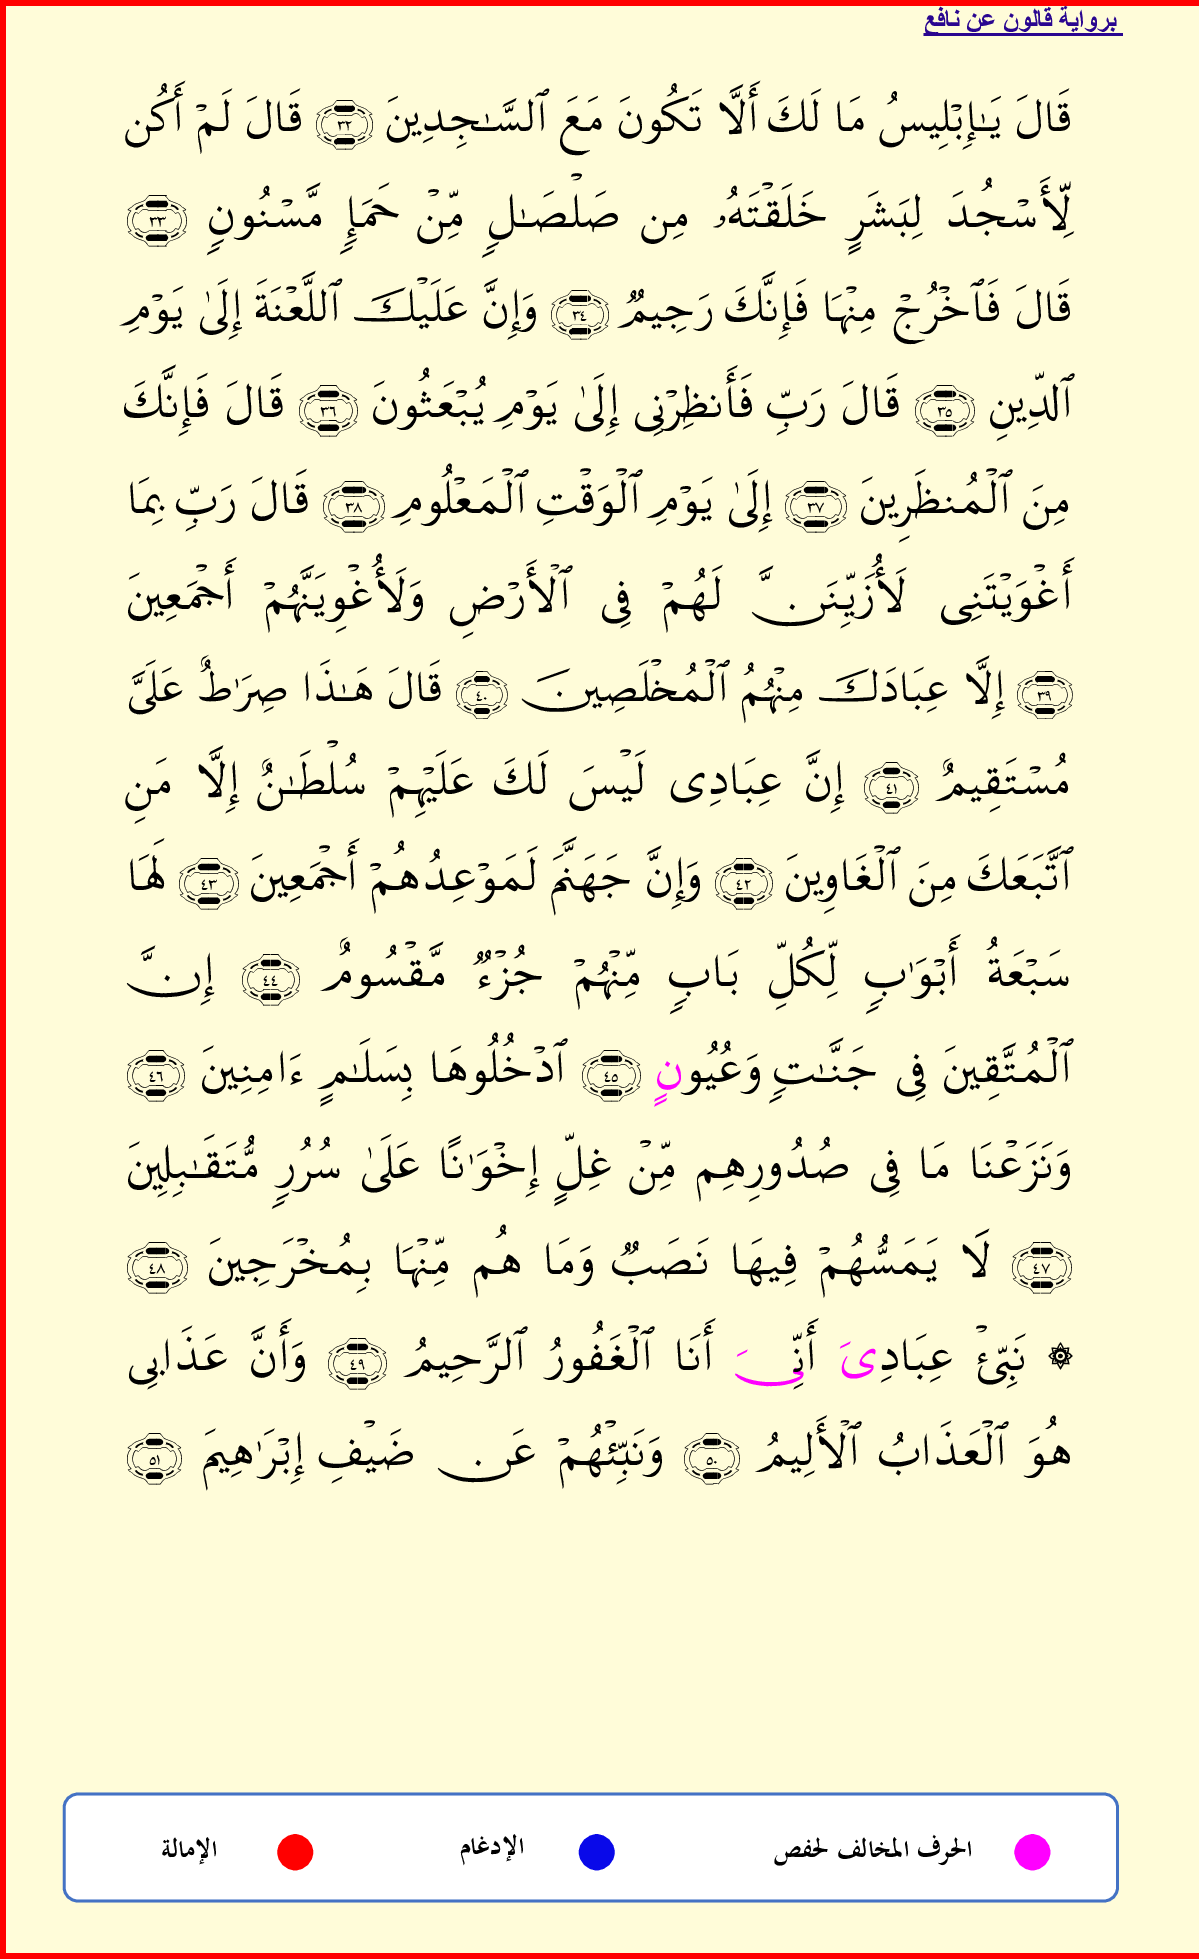 برواية قالون عن نافع
قَالَ يَـٰٓإِبْلِيسُ مَا لَكَ أَلَّا تَكُونَ مَعَ ٱلسَّـٰجِدِينَ ٣٢ قَالَ لَمْ أَكُن
لِّأَسْجُدَ لِبَشَرٍ خَلَقْتَهُۥ مِن صَلْصَـٰلٍ مِّنْ حَمَإٍ مَّسْنُونٍ ٣٣
قَالَ فَٱخْرُجْ مِنْهَا فَإِنَّكَ رَجِيمٌ ٣٤ وَإِنَّ عَلَيْكَ ٱللَّعْنَةَ إِلَىٰ يَوْمِ
ٱلدِّينِ ٣٥ قَالَ رَبِّ فَأَنظِرْنِى إِلَىٰ يَوْمِ يُبْعَثُونَ ٣٦ قَالَ فَإِنَّكَ
مِنَ ٱلْمُنظَرِينَ ٣٧ إِلَىٰ يَوْمِ ٱلْوَقْتِ ٱلْمَعْلُومِ ٣٨ قَالَ رَبِّ بِمَا
أَغْوَيْتَنِى لَأُزَيِّنَنَّ لَهُمْ فِى ٱلْأَرْضِ وَلَأُغْوِيَنَّهُمْ أَجْمَعِينَ
٣٩ إِلَّا عِبَادَكَ مِنْهُمُ ٱلْمُخْلَصِينَ ٤٠ قَالَ هَـٰذَا صِرَٰطٌ عَلَىَّ
مُسْتَقِيمٌ ٤١ إِنَّ عِبَادِى لَيْسَ لَكَ عَلَيْهِمْ سُلْطَـٰنٌ إِلَّا مَنِ
ٱتَّبَعَكَ مِنَ ٱلْغَاوِينَ ٤٢ وَإِنَّ جَهَنَّمَ لَمَوْعِدُهُمْ أَجْمَعِينَ ٤٣ لَهَا
سَبْعَةُ أَبْوَٰبٍ لِّكُلِّ بَابٍ مِّنْهُمْ جُزْءٌ مَّقْسُومٌ ٤٤ إِنَّ
ٱلْمُتَّقِينَ فِى جَنَّـٰتٍ وَعُيُونٍ ٤٥ ٱدْخُلُوهَا بِسَلَـٰمٍ ءَامِنِينَ ٤٦
وَنَزَعْنَا مَا فِى صُدُورِهِم مِّنْ غِلٍّ إِخْوَٰنًا عَلَىٰ سُرُرٍ مُّتَقَـٰبِلِينَ
٤٧ لَا يَمَسُّهُمْ فِيهَا نَصَبٌ وَمَا هُم مِّنْهَا بِمُخْرَجِينَ ٤٨
۞ نَبِّئْ عِبَادِىَ أَنِّىَ أَنَا ٱلْغَفُورُ ٱلرَّحِيمُ ٤٩ وَأَنَّ عَذَابِى
هُوَ ٱلْعَذَابُ ٱلْأَلِيمُ ٥٠ وَنَبِّئْهُمْ عَن ضَيْفِ إِبْرَٰهِيمَ ٥١
الحرف المخالف لحفص الإدغام الإمالة